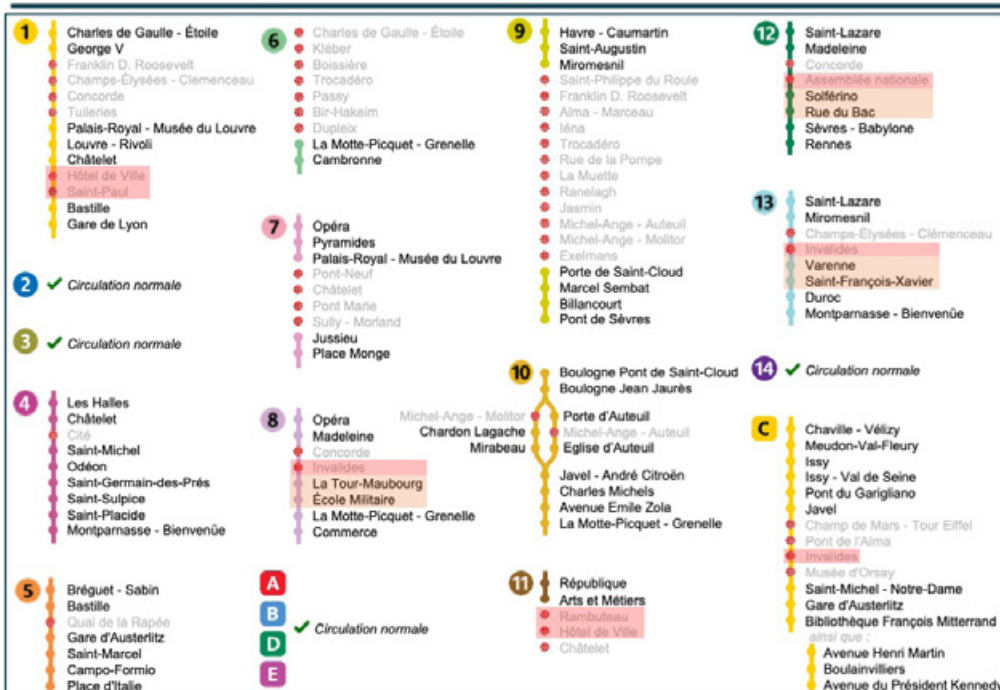 1
Charles de Gaulle - Étoile
George V
Franklin D. Roosevelt
Champs-Élysées - Clemenceau
Concorde
Tuileries
Palais-Royal - Musée du Louvre
Louvre - Rivoli
Châtelet
Hôtel de Ville
Saint-Paul
Bastille
Gare de Lyon
2
Circulation normale
3
Circulation normale
4
Les Halles
Châtelet
Cité
Saint-Michel
Odéon
Saint-Germain-des-Prés
Saint-Sulpice
Saint-Placide
Montparnasse - Bienvenüe
5
Bréguet - Sabin
Bastille
Quai de la Rapée
Gare d'Austerlitz
Saint-Marcel
Campo-Formio
Place d'Italie
6
Charles de Gaulle - Étoile
Kléber
Boissière
Trocadéro
Passy
Bir-Hakeim
Dupleix
La Motte-Picquet - Grenelle
Cambronne
7
Opéra
Pyramides
Palais-Royal - Musée du Louvre
Pont-Neuf
Châtelet
Pont Marie
Sully - Morland
Jussieu
Place Monge
8
Opéra
Madeleine
Concorde
Invalides
La Tour-Maubourg
École Militaire
La Motte-Picquet - Grenelle
Commerce
A
B
D
E
Circulation normale
9
Havre - Caumartin
Saint-Augustin
Miromesnil
Saint-Philippe du Roule
Franklin D. Roosevelt
Alma - Marceau
Iéna
Trocadéro
Rue de la Pompe
La Muette
Ranelagh
Jasmin
Michel-Ange - Auteuil
Michel-Ange - Molitor
Exelmans
Porte de Saint-Cloud
Marcel Sembat
Billancourt
Pont de Sèvres
10
Boulogne Pont de Saint-Cloud
Boulogne Jean Jaurès
Michel-Ange - Molitor
Porte d'Auteuil
Chardon Lagache
Michel-Ange - Auteuil
Mirabeau
Eglise d'Auteuil
Javel - André Citroën
Charles Michels
Avenue Emile Zola
La Motte-Picquet - Grenelle
11
République
Arts et Métiers
Rambuteau
Hôtel de Ville
Châtelet
12
Saint-Lazare
Madeleine
Concorde
Assemblée nationale
Solférino
Rue du Bac
Sèvres - Babylone
Rennes
13
Saint-Lazare
Miromesnil
Champs-Élysées - Clémenceau
Invalides
Varenne
Saint-François-Xavier
Duroc
Montparnasse - Bienvenüe
14
Circulation normale
C
Chaville - Vélizy
Meudon-Val-Fleury
Issy
Issy - Val de Seine
Pont du Garigliano
Javel
Champ de Mars - Tour Eiffel
Pont de l'Alma
Invalides
Musée d'Orsay
Saint-Michel - Notre-Dame
Gare d'Austerlitz
Bibliothèque François Mitterrand
ainsi que :
Avenue Henri Martin
Boulainvilliers
Avenue du Président Kennedy